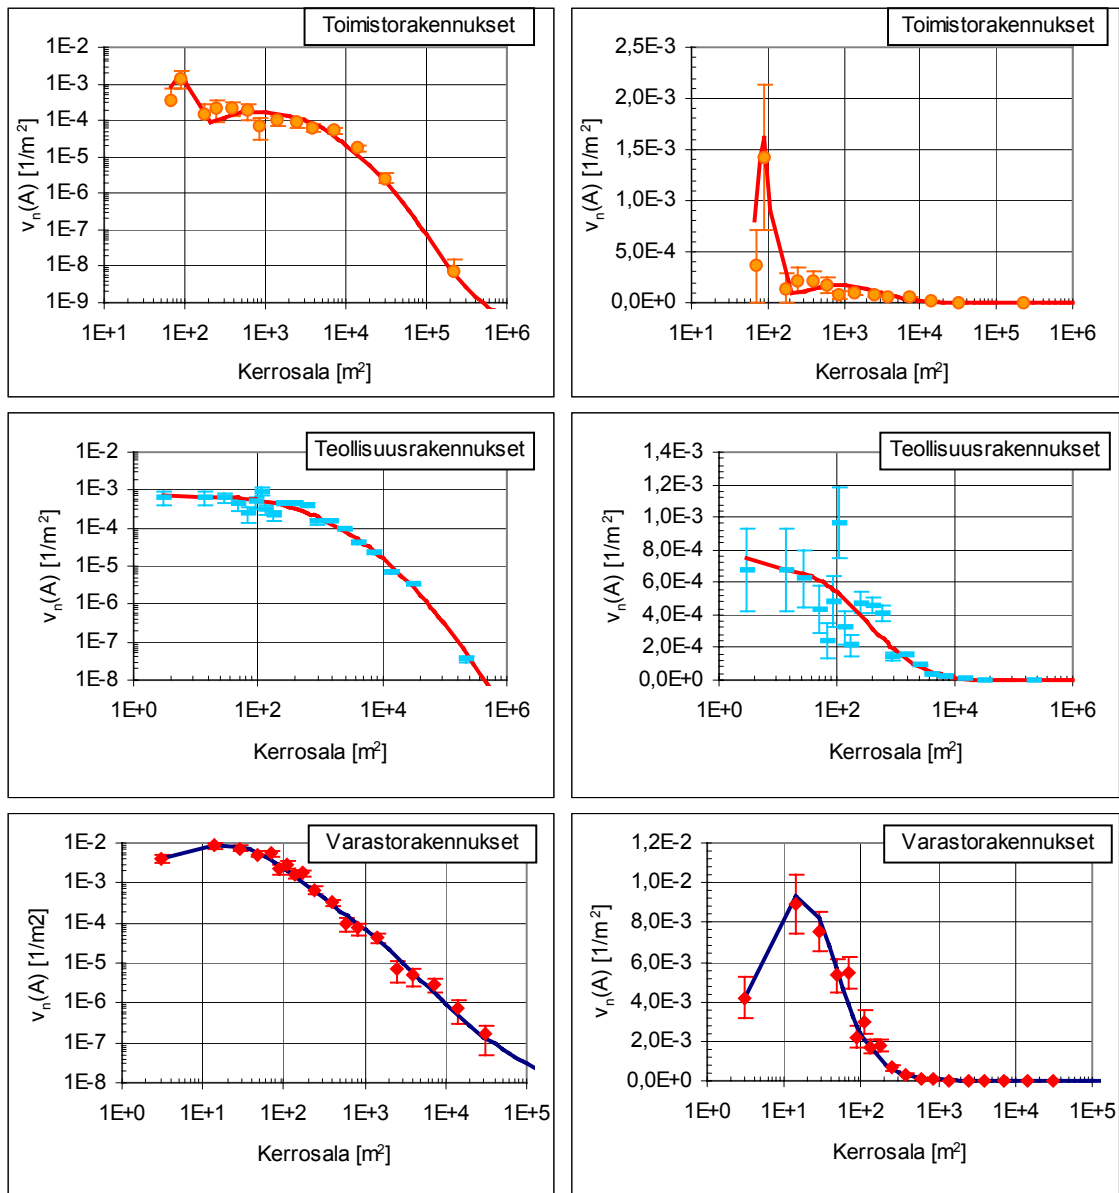 Toimistorakennukset
1E-2
1E-3
1E-4
1E-5
1E-6
1E-7
1E-8
1E-9
vn(A) [1/m²]
1E+1 1E+2 1E+3 1E+4 1E+5 1E+6
Kerrosala [m²]
Toimistorakennukset
2,5E-3
2,0E-3
1,5E-3
1,0E-3
5,0E-4
0,0E+0
vn(A) [1/m²]
1E+1 1E+2 1E+3 1E+4 1E+5 1E+6
Kerrosala [m²]
Teollisuusrakennukset
1E-2
1E-3
1E-4
1E-5
1E-6
1E-7
1E-8
vn(A) [1/m²]
1E+0 1E+2 1E+4 1E+6
Kerrosala [m²]
Teollisuusrakennukset
1,4E-3
1,2E-3
1,0E-3
8,0E-4
6,0E-4
4,0E-4
2,0E-4
0,0E+0
vn(A) [1/m²]
1E+0 1E+2 1E+4 1E+6
Kerrosala [m²]
Varastorakennukset
1E-2
1E-3
1E-4
1E-5
1E-6
1E-7
1E-8
vn(A) [1/m2]
1E+0 1E+1 1E+2 1E+3 1E+4 1E+5
Kerrosala [m²]
Varastorakennukset
1,2E-2
1,0E-2
8,0E-3
6,0E-3
4,0E-3
2,0E-3
0,0E+0
vn(A) [1/m²]
1E+0 1E+1 1E+2 1E+3 1E+4 1E+5
Kerrosala [m²]